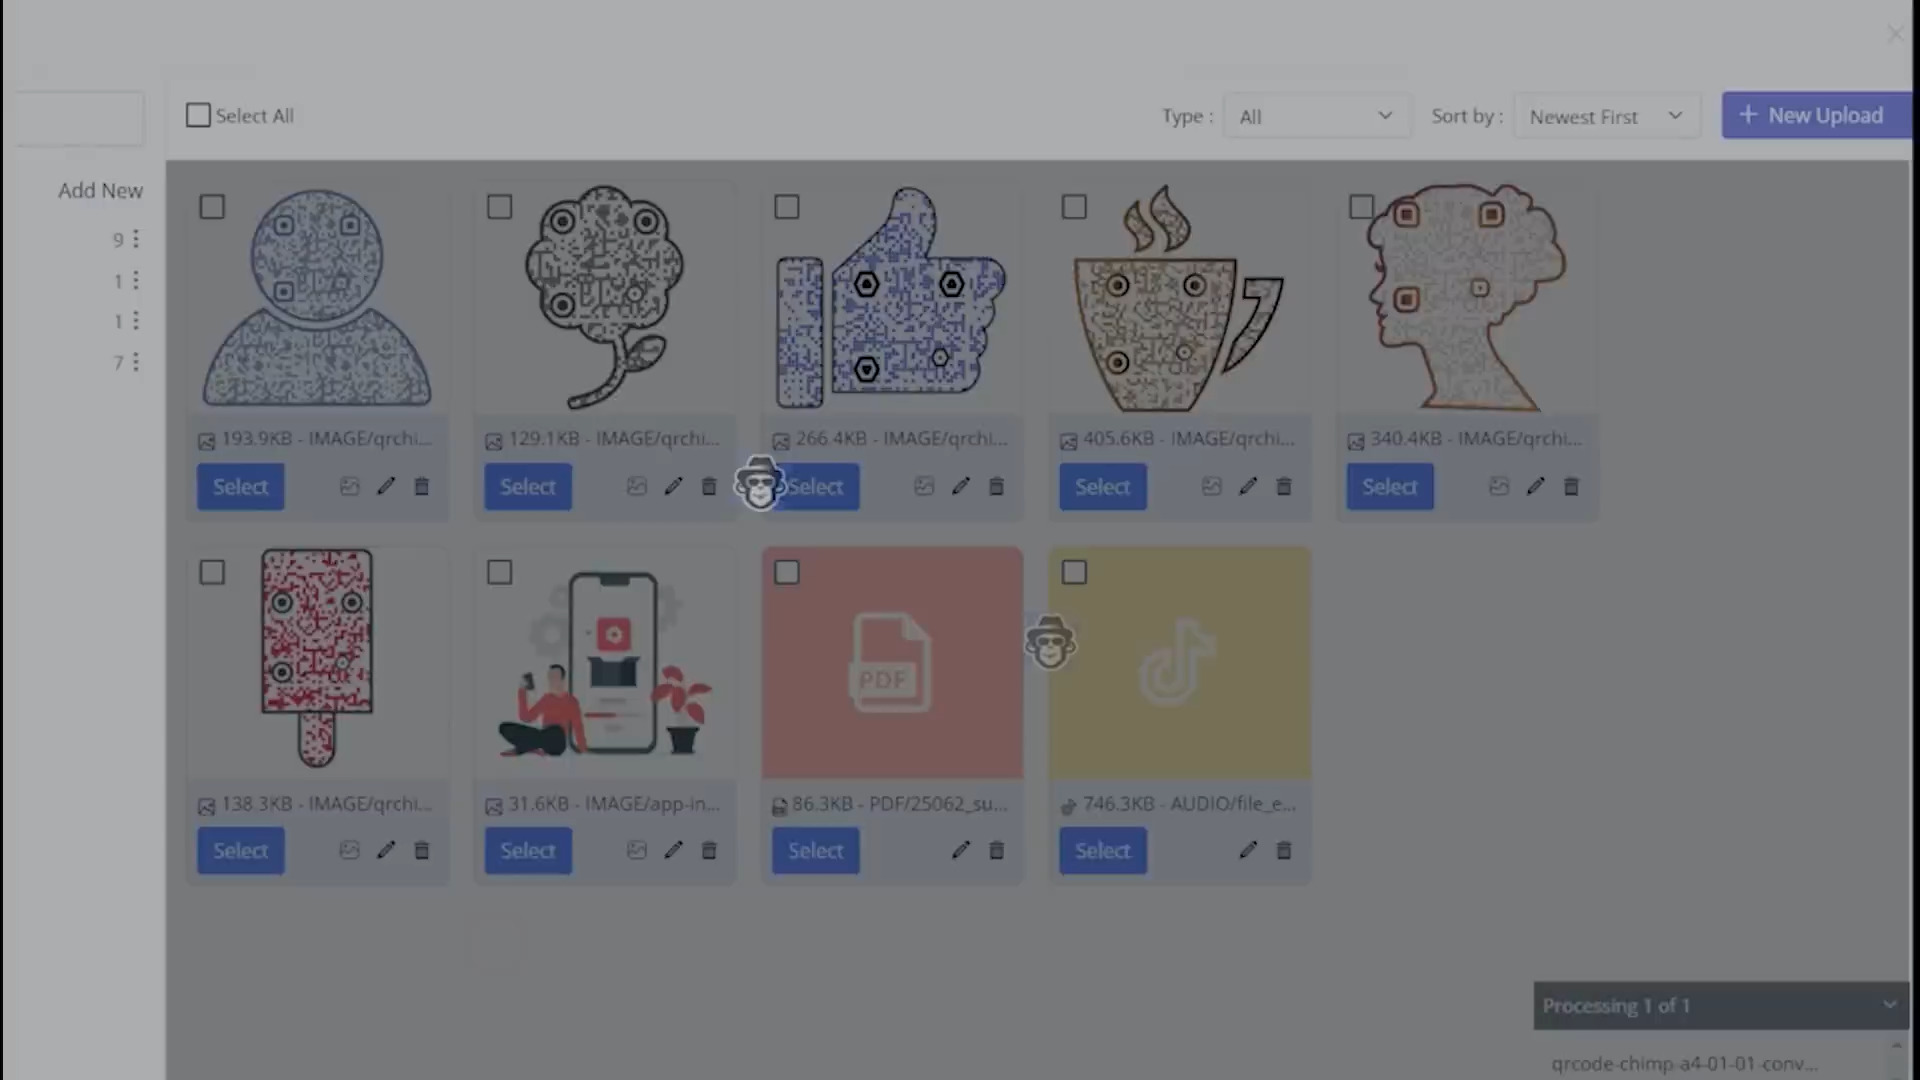 Select All
Type :
All
Sort by :
Newest First
+ New Upload
Add New
9
1
1
7
193.9KB - IMAGE/qrchi...
129.1KB - IMAGE/qrchi...
266.4KB - IMAGE/qrchi...
405.6KB - IMAGE/qrchi...
340.4KB - IMAGE/qrchi...
Select
Select
Select
Select
Select
PDF
138.3KB - IMAGE/qrchi...
31.6KB - IMAGE/app-in...
86.3KB - PDF/25062_su...
746.3KB - AUDIO/file_e...
Select
Select
Select
Select
Processing 1 of 1
qrcode-chimp-a4-01-01-conv...